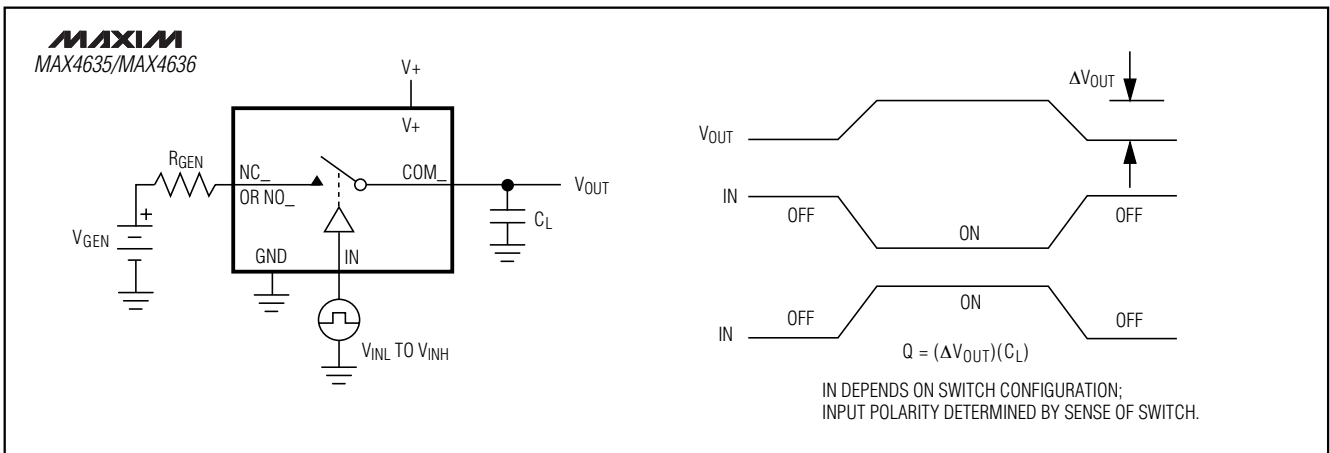 MAXIM
MAX4635/MAX4636
V+
V+
RGEN
NC_
OR NO_
COM_
VOUT
CL
+
VGEN
GND
IN
VINL TO VINH
ΔVOUT
VOUT
IN
OFF
ON
OFF
IN
OFF
ON
OFF
Q = (ΔVOUT)(CL)
IN DEPENDS ON SWITCH CONFIGURATION;
INPUT POLARITY DETERMINED BY SENSE OF SWITCH.